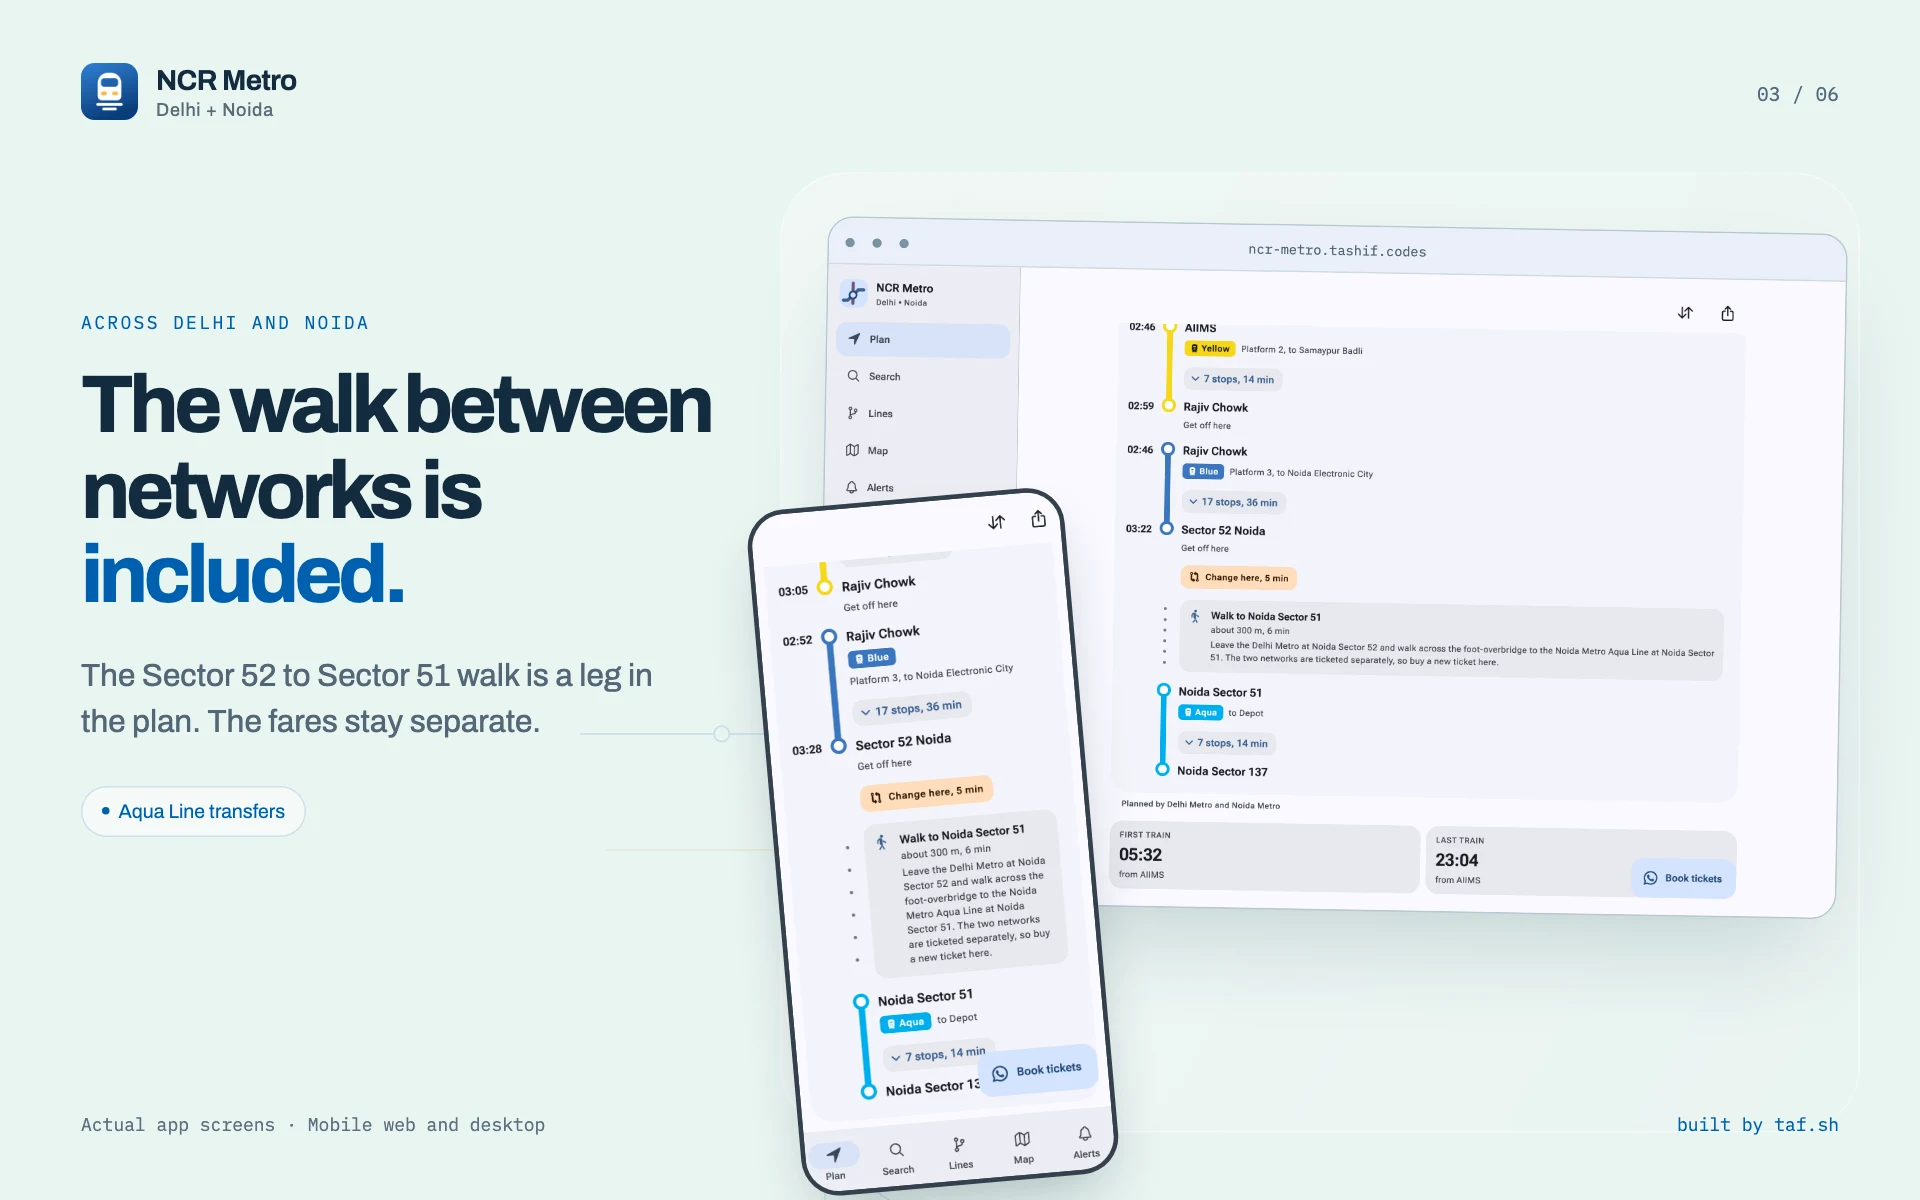 NCR Metro
Delhi + Noida
03 / 06
ACROSS DELHI AND NOIDA
The walk between
networks is
included.
The Sector 52 to Sector 51 walk is a leg in
the plan. The fares stay separate.
Aqua Line transfers
Actual app screens · Mobile web and desktop
built by taf.sh
ncr-metro.tashif.codes
NCR Metro
Delhi • Noida
Plan
Search
Lines
Map
Alerts
02:46 AIIMS
Yellow Platform 2, to Samaypur Badli
7 stops, 14 min
02:59 Rajiv Chowk
Get off here
02:46 Rajiv Chowk
Blue Platform 3, to Noida Electronic City
17 stops, 36 min
03:22 Sector 52 Noida
Get off here
Change here, 5 min
Walk to Noida Sector 51
about 300 m, 6 min
Leave the Delhi Metro at Noida Sector 52 and walk across the foot-overbridge to the Noida Metro Aqua Line at Noida Sector
51. The two networks are ticketed separately, so buy a new ticket here.
Noida Sector 51
Aqua to Depot
7 stops, 14 min
Noida Sector 137
Planned by Delhi Metro and Noida Metro
FIRST TRAIN
05:32
from AIIMS
LAST TRAIN
23:04
from AIIMS
Book tickets
03:05 Rajiv Chowk
Get off here
02:52 Rajiv Chowk
Blue
Platform 3, to Noida Electronic City
17 stops, 36 min
03:28 Sector 52 Noida
Get off here
Change here, 5 min
Walk to Noida Sector 51
about 300 m, 6 min
Leave the Delhi Metro at Noida
Sector 52 and walk across the
foot-overbridge to the Noida
Metro Aqua Line at Noida
Sector 51. The two networks
are ticketed separately, so buy
a new ticket here.
Noida Sector 51
Aqua to Depot
7 stops, 14 min
Noida Sector 13
Book tickets
Plan
Search
Lines
Map
Alerts